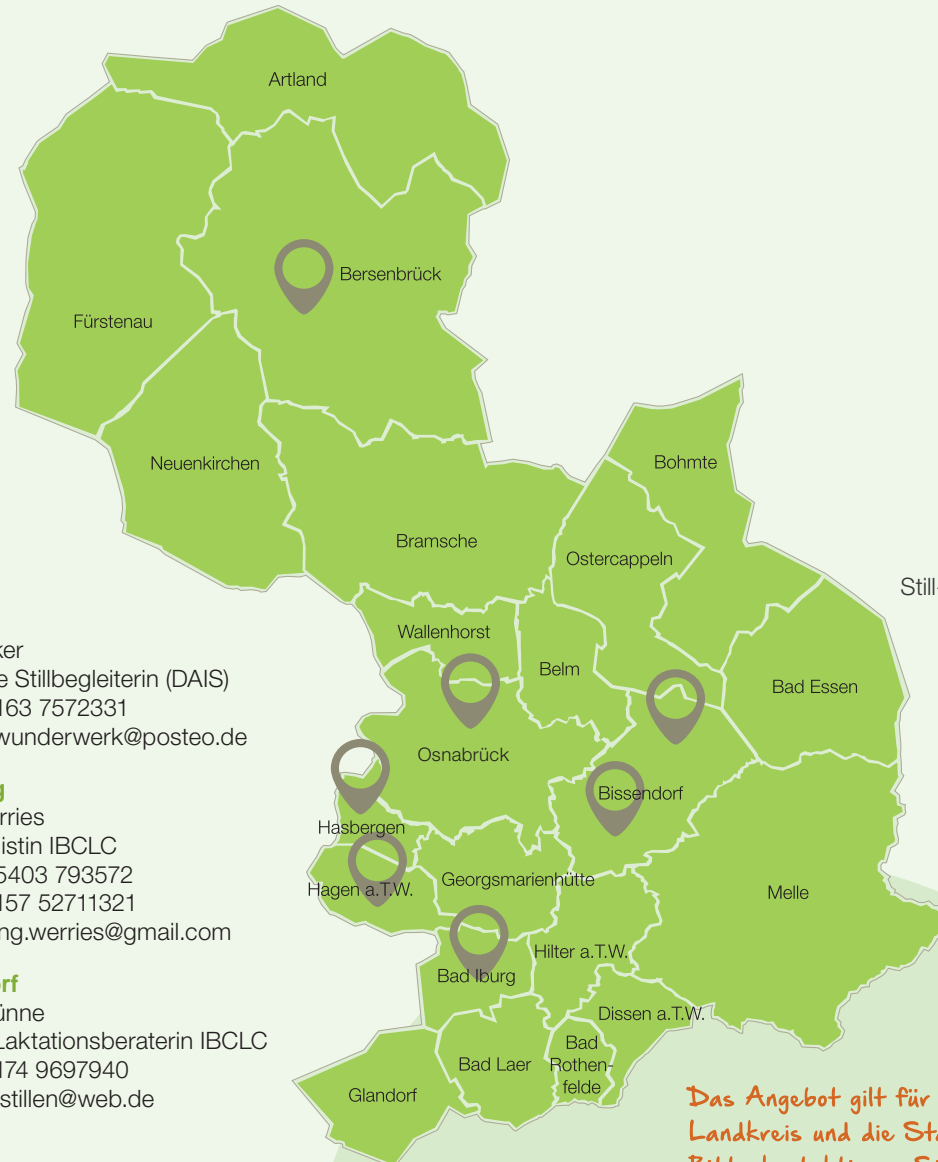 Artland
Bersenbrück
Fürstenau
Neuenkirchen
Bohmte
Bramsche
Ostercappeln
Wallenhorst
Belm
Bad Essen
Osnabrück
Bissendorf
Hasbergen
Hagen a.T.W.
Georgsmarienhütte
Melle
Hilter a.T.W.
Bad Iburg
Dissen a.T.W.
Bad
Rothen-
felde
Bad Laer
Glandorf
Still-
ker
e Stillbegleiterin (DAIS)
163 7572331
wunderwerk@posteo.de
g
rries
listin IBCLC
5403 793572
157 52711321
ng.werries@gmail.com
orf
ünne
Laktationsberaterin IBCLC
174 9697940
stillen@web.de
Das Angebot gilt für
Landkreis und die Sta